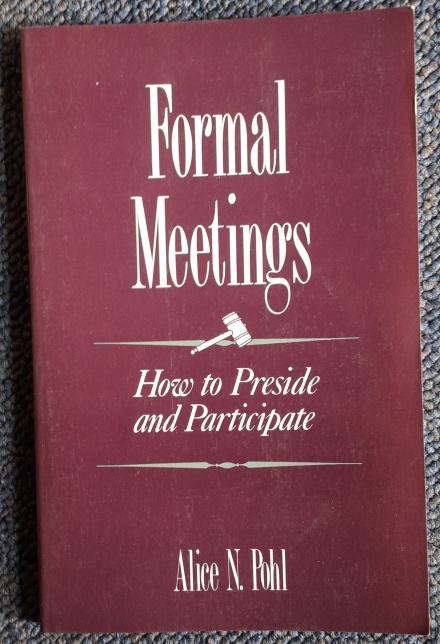 Formal
Meetings
How to Preside
and Participate
Alice N. Pohl